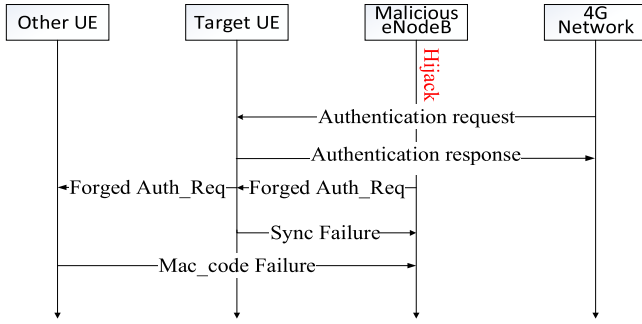 Other UE
Target UE
Malicious
eNodeB
4G
Network
Hijack
Authentication request
Authentication response
Forged Auth_Req
Forged Auth_Req
Sync Failure
Mac_code Failure